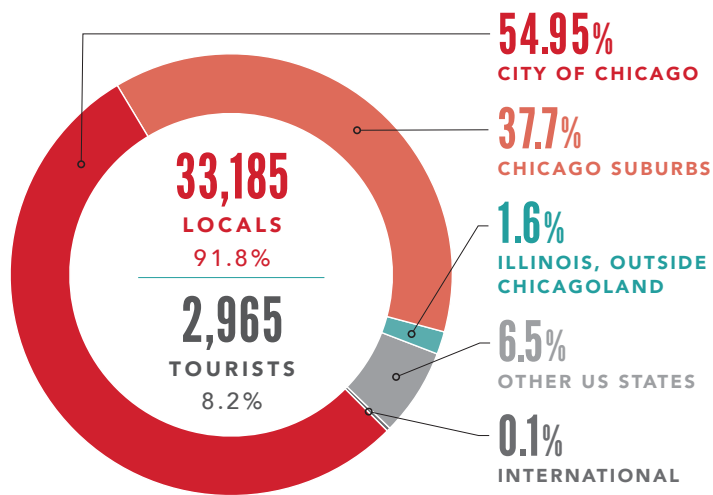 54.95%
CITY OF CHICAGO
37.7%
CHICAGO SUBURBS
33,185
LOCALS
91.8%
2,965
TOURISTS
8.2%
1.6%
ILLINOIS, OUTSIDE
CHICAGOLAND
6.5%
OTHER US STATES
0.1%
INTERNATIONAL